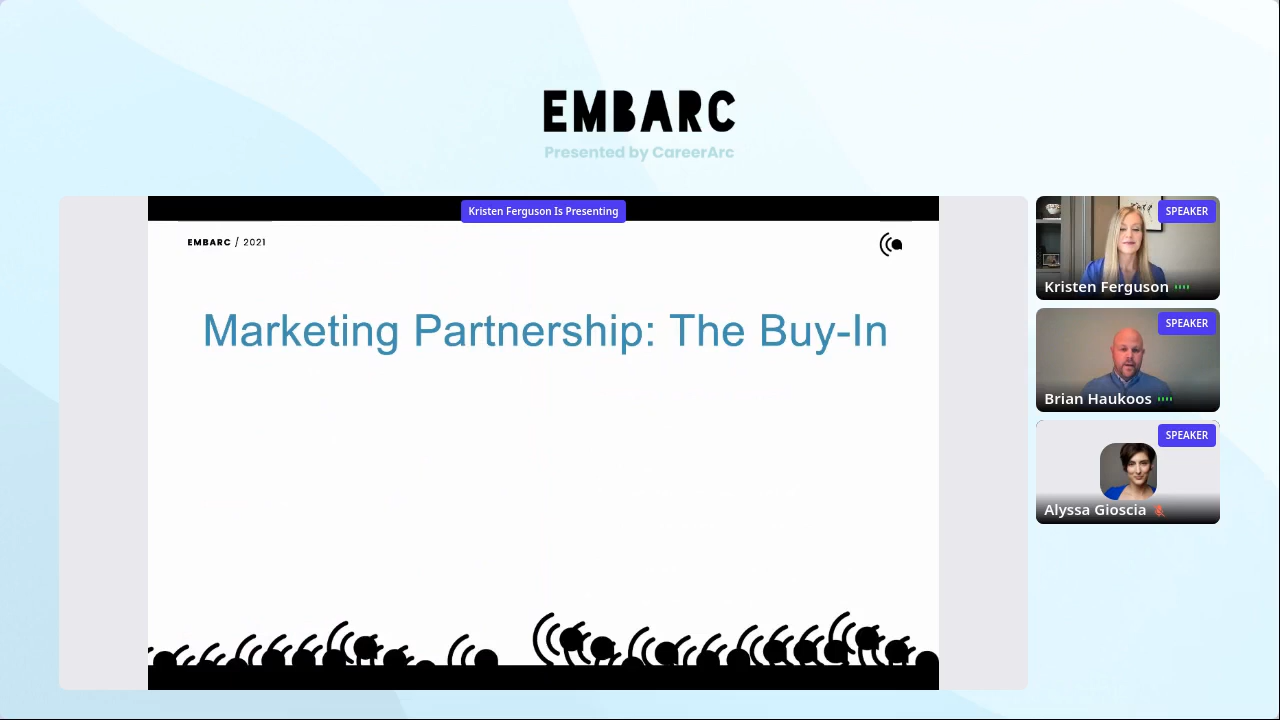 EMBARC
Presented by CareerArc
Kristen Ferguson Is Presenting
EMBARC / 2021
Marketing Partnership: The Buy-In
SPEAKER
Kristen Ferguson
SPEAKER
Brian Haukoos
SPEAKER
Alyssa Gioscia